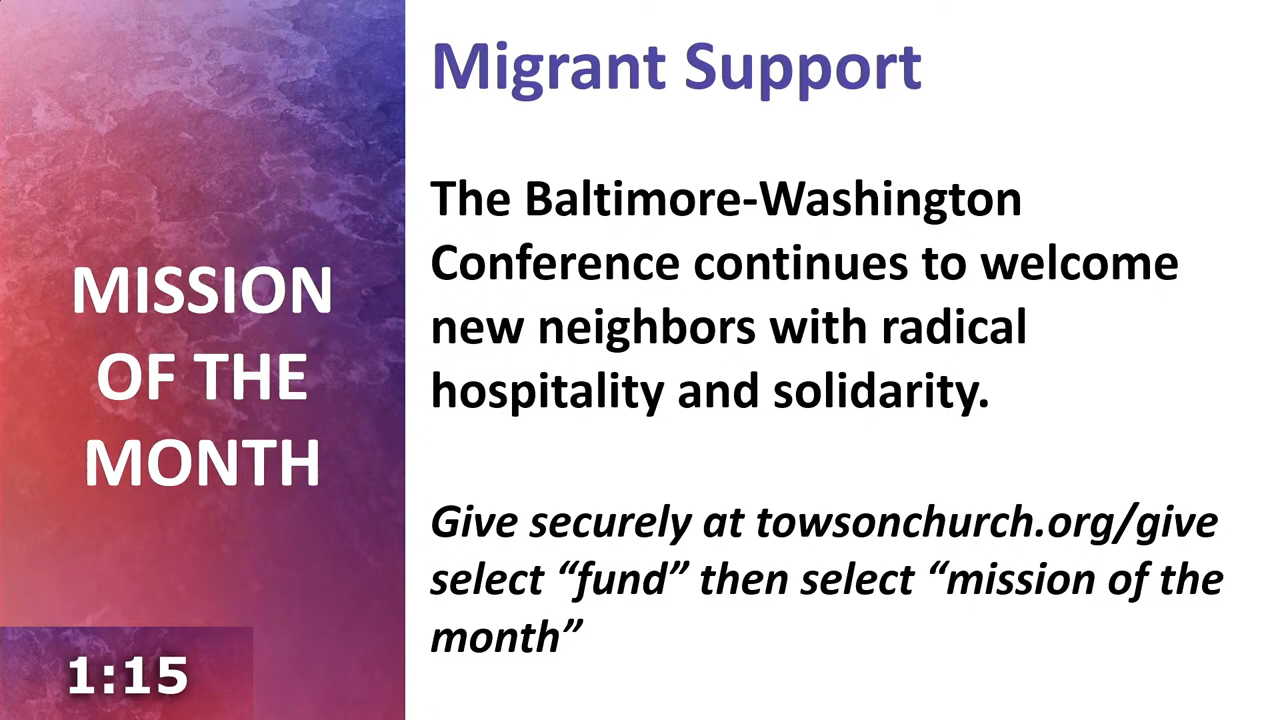 MISSION
OF THE
MONTH
1:15
Migrant Support
The Baltimore-Washington
Conference continues to welcome
new neighbors with radical
hospitality and solidarity.
Give securely at towsonchurch.org/give
select “fund” then select “mission of the
month”